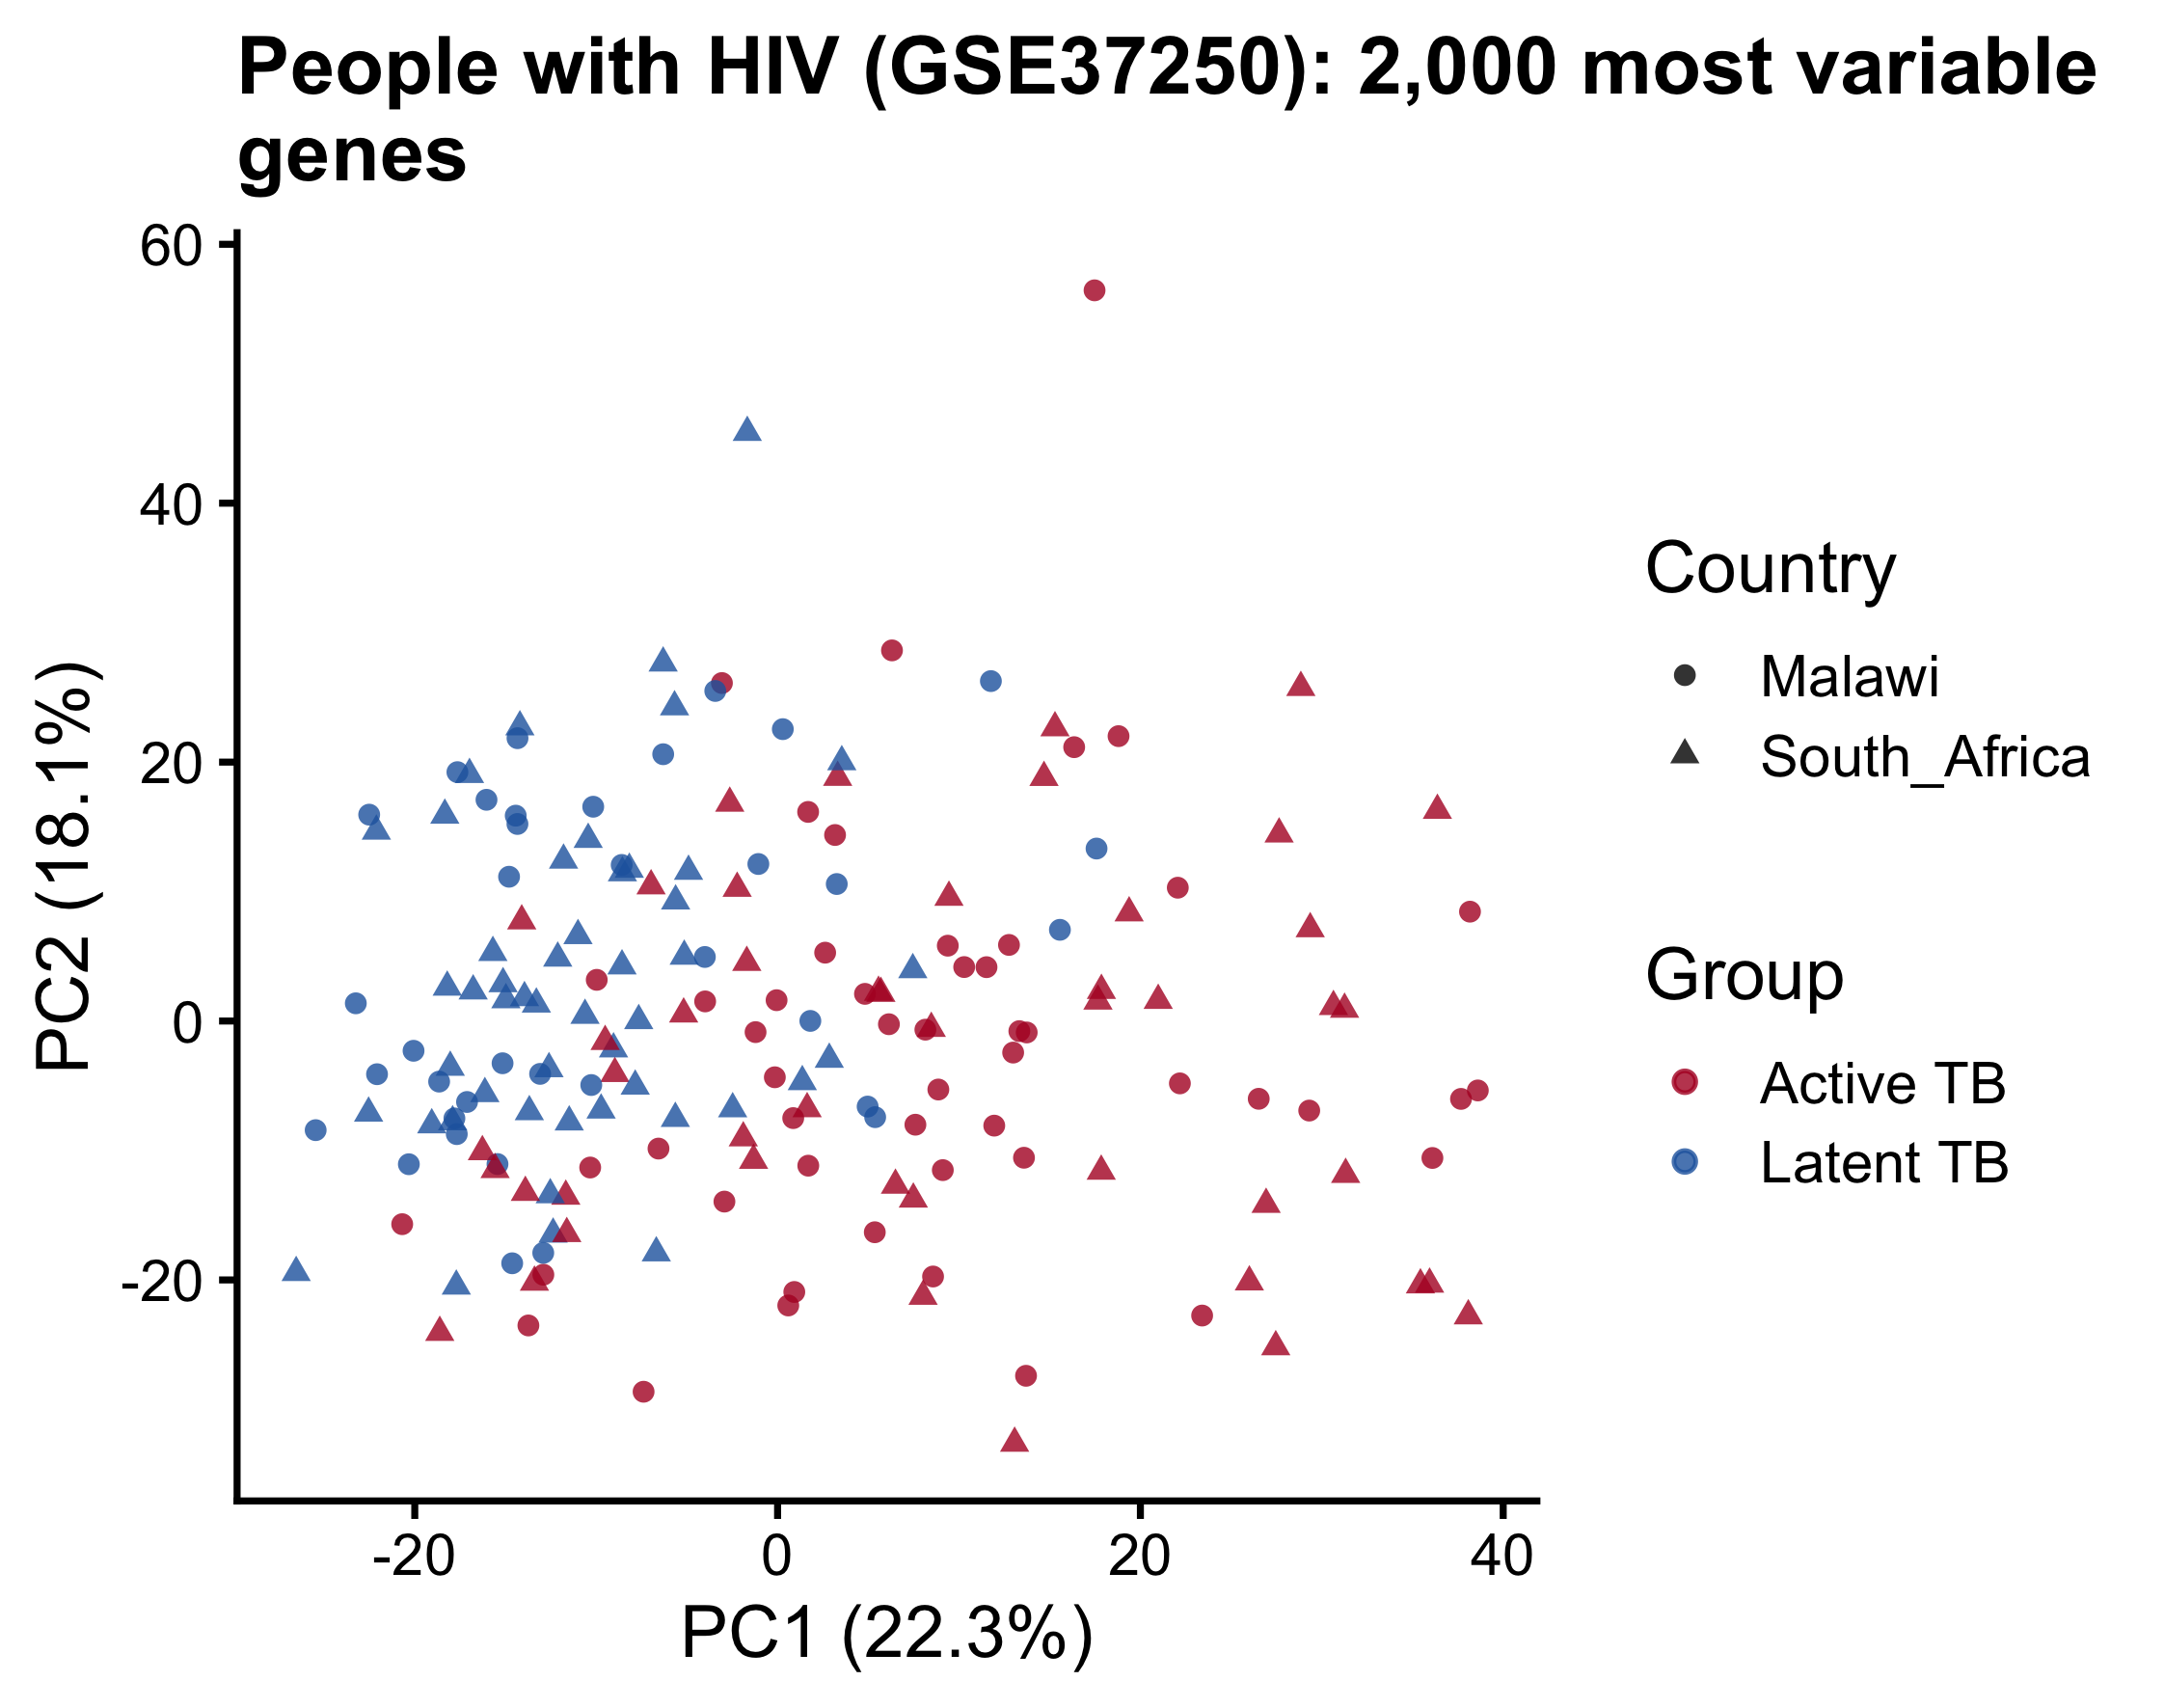 People with HIV (GSE37250): 2,000 most variable
genes
60
40
20
0
-20
PC2 (18.1%)
-20 0 20 40
PC1 (22.3%)
Country
Malawi
South_Africa
Group
Active TB
Latent TB